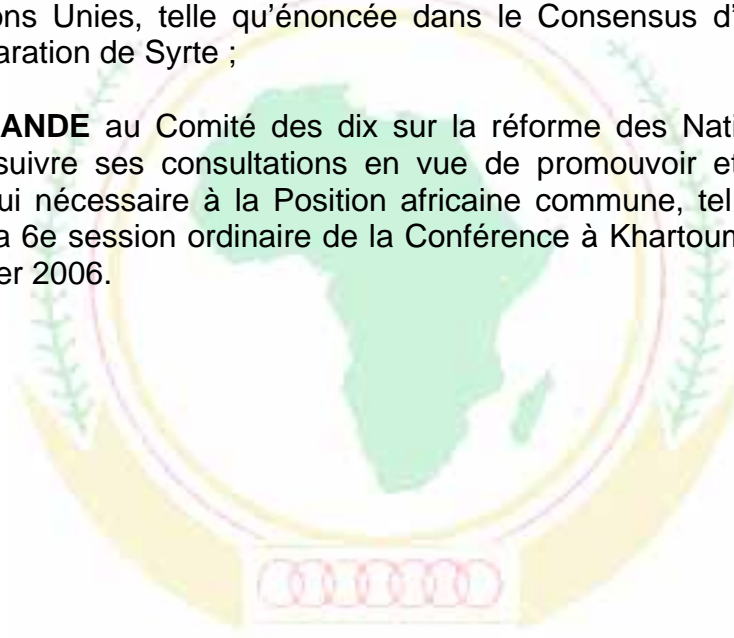 ons Unies, telle qu'énoncée dans le Consensus d'
aration de Syrte ;
ANDE au Comité des dix sur la réforme des Nati
suivre ses consultations en vue de promouvoir et
ui nécessaire à la Position africaine commune, tel
a 6e session ordinaire de la Conférence à Khartoun
er 2006.